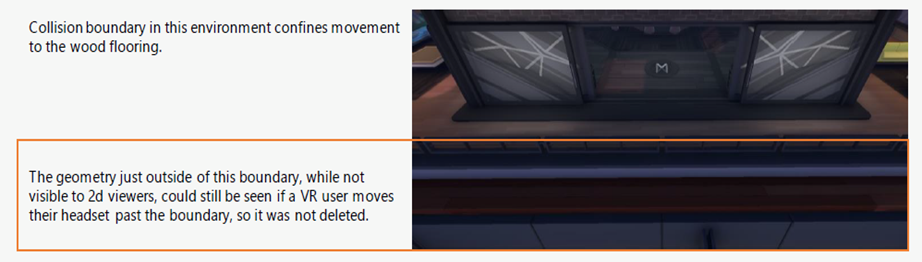 Collision boundary in this environment confines movement
to the wood flooring.
M
The geometry just outside of this boundary, while not
visible to 2d viewers, could still be seen if a VR user moves
their headset past the boundary, so it was not deleted.